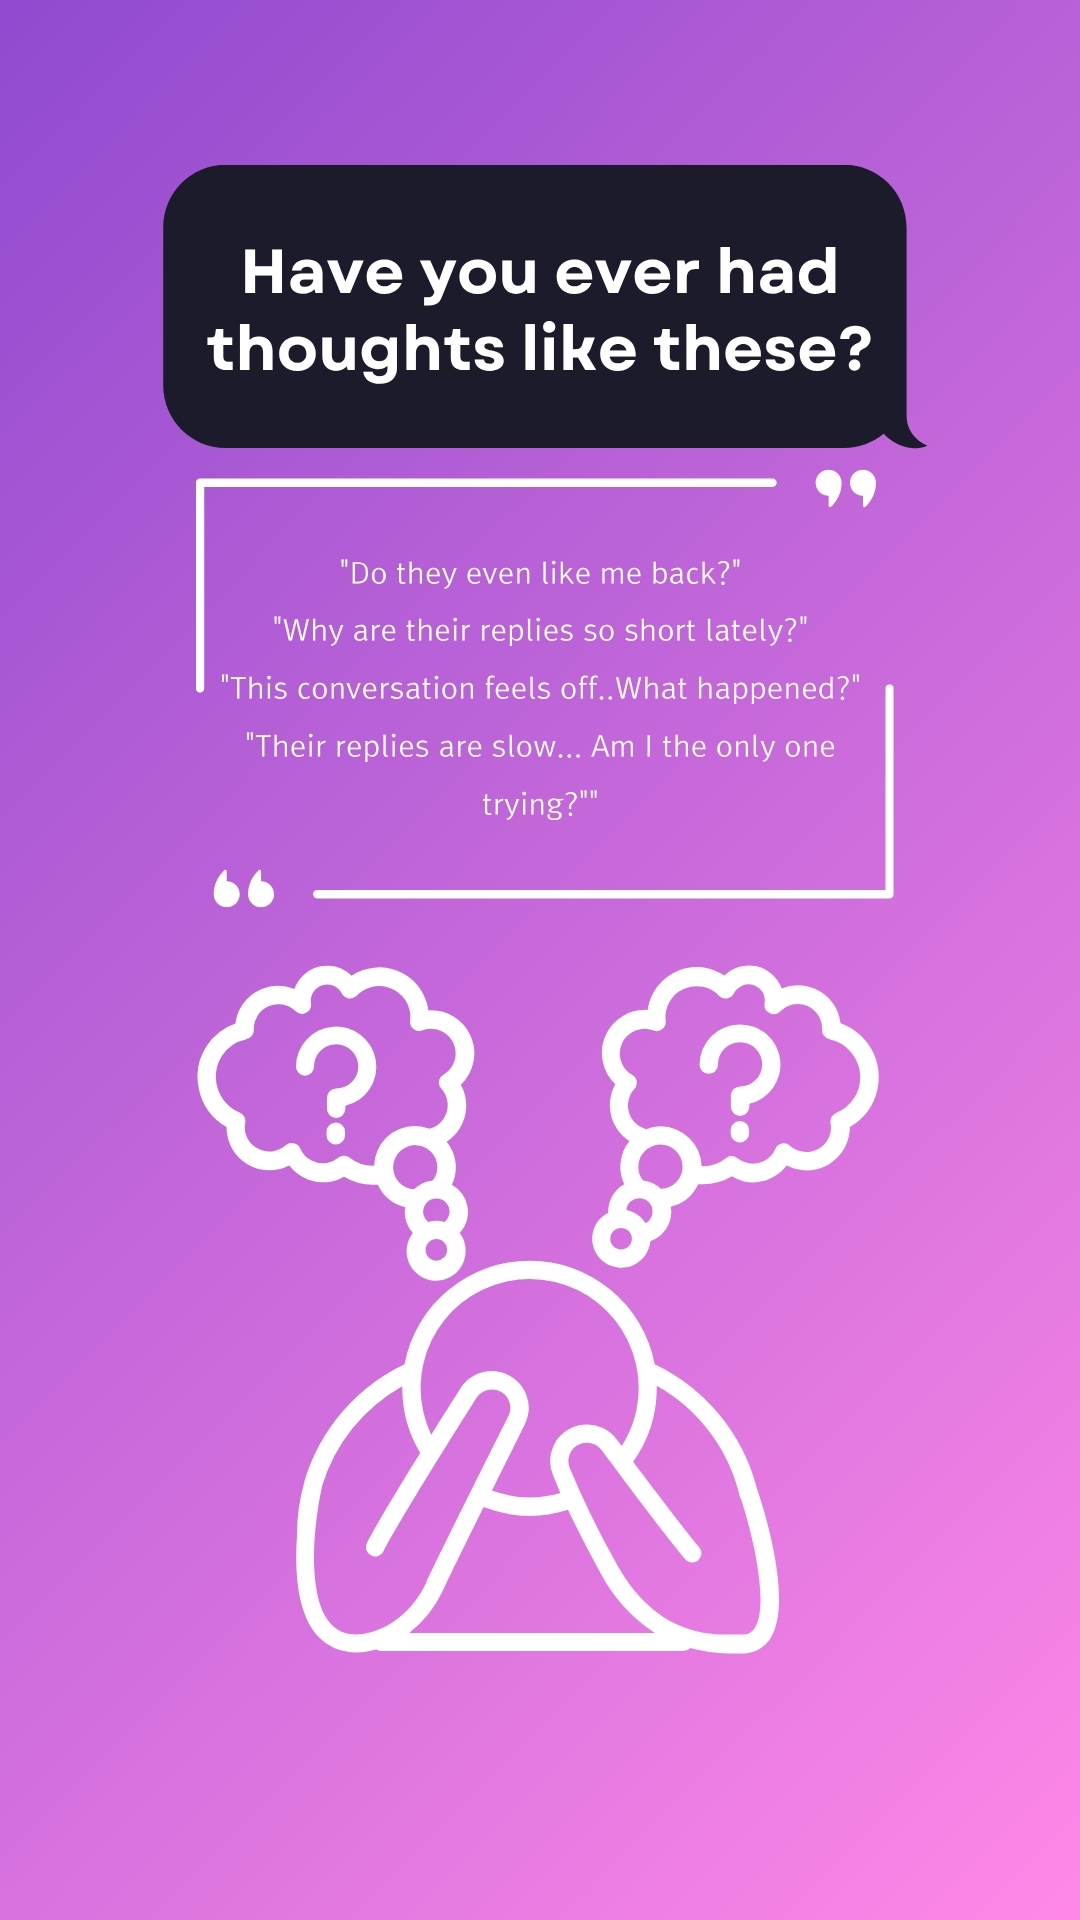 Have you ever had
thoughts like these?
"Do they even like me back?"
"Why are their replies so short lately?"
"This conversation feels off..What happened?"
"Their replies are slow... Am I the only one
trying?""
? ?